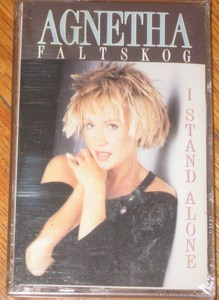 AGNETHA
FALTSKOG
I STAND ALONE